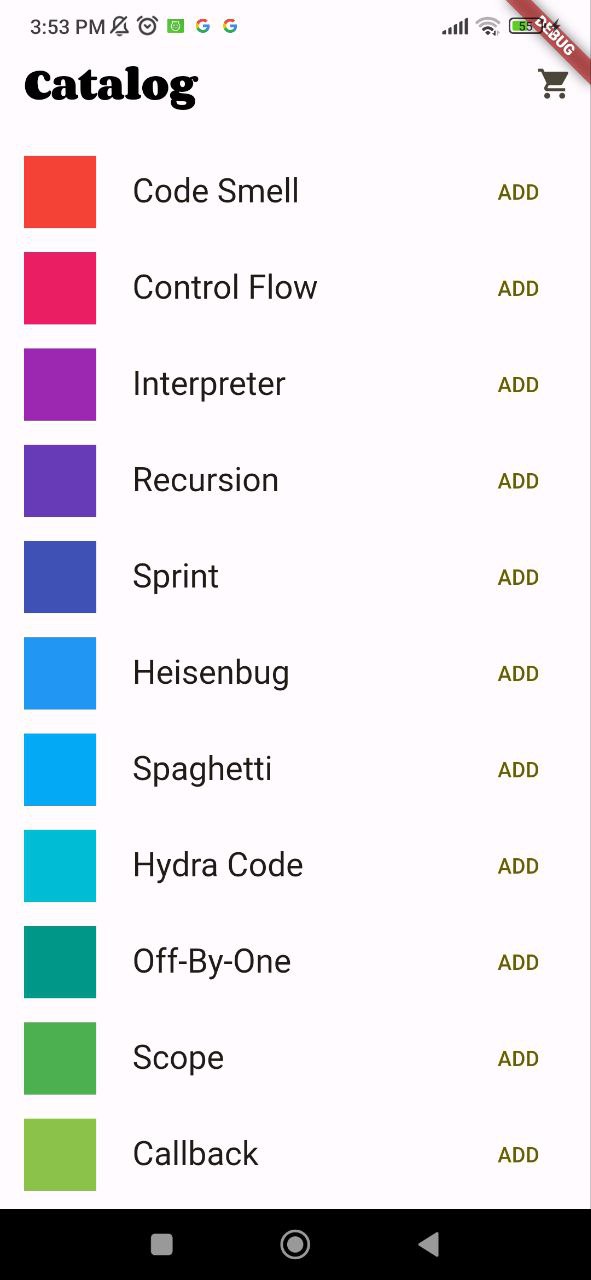 3:53 PM
55
DEBUG
Catalog
Code Smell ADD
Control Flow ADD
Interpreter ADD
Recursion ADD
Sprint ADD
Heisenbug ADD
Spaghetti ADD
Hydra Code ADD
Off-By-One ADD
Scope ADD
Callback ADD